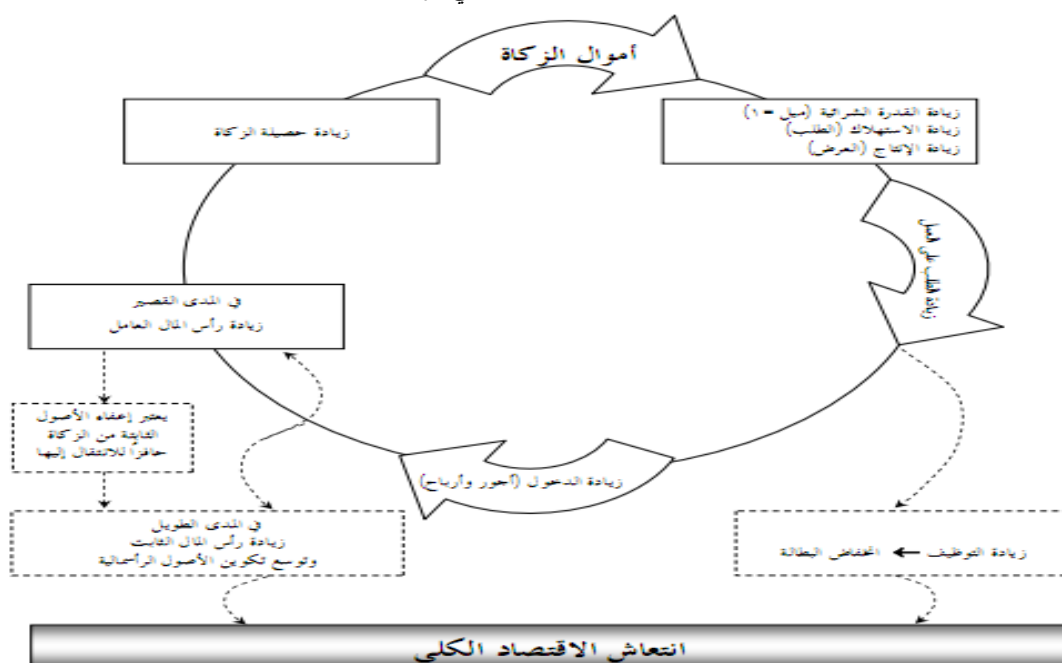 أموال الزكاة
زيادة القدرة الشرائية (ميل = ١)
زيادة الاستهلاك (الطلب)
زيادة الإنتاج (العرض)
زيادة حصيلة الزكاة
زيادة الطلب على العمل
في المدى القصير
زيادة رأس المال العامل
يعتبر إعفاء الأصول
الثابتة من الزكاة
حافزًا للانتقال إليها
زيادة الدخول (أجور وأرباح)
في المدى الطويل
زيادة رأس المال الثابت
وتوسع تكوين الأصول الرأسمالية
زيادة التوظيف ← انخفاض البطالة
انتعاش الاقتصاد الكلي